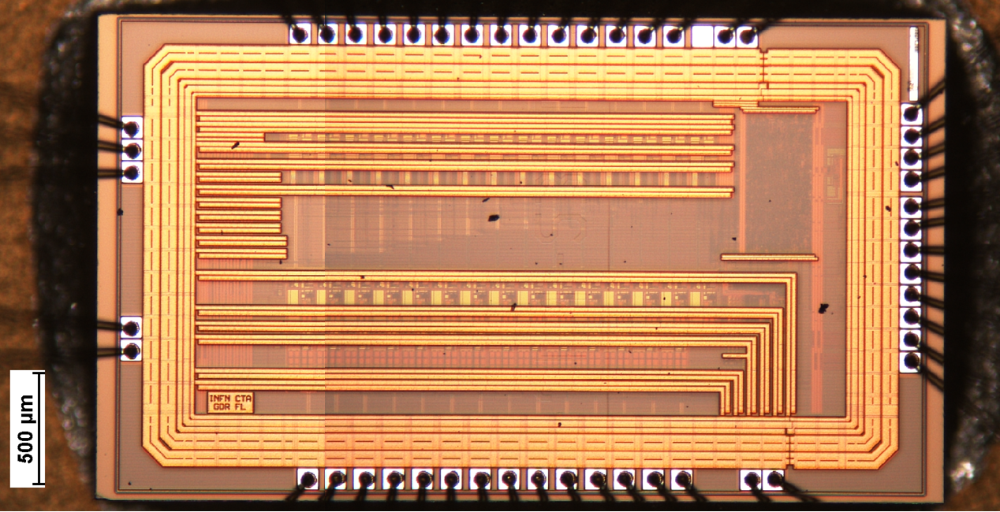 500 µm
INFN CTA
GDR FL